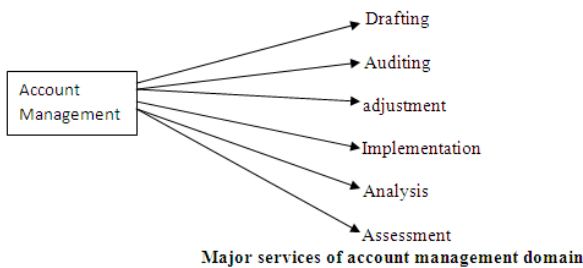 Drafting
Auditing
Account
Management
adjustment
Implementation
Analysis
Assessment
Major services of account management domain